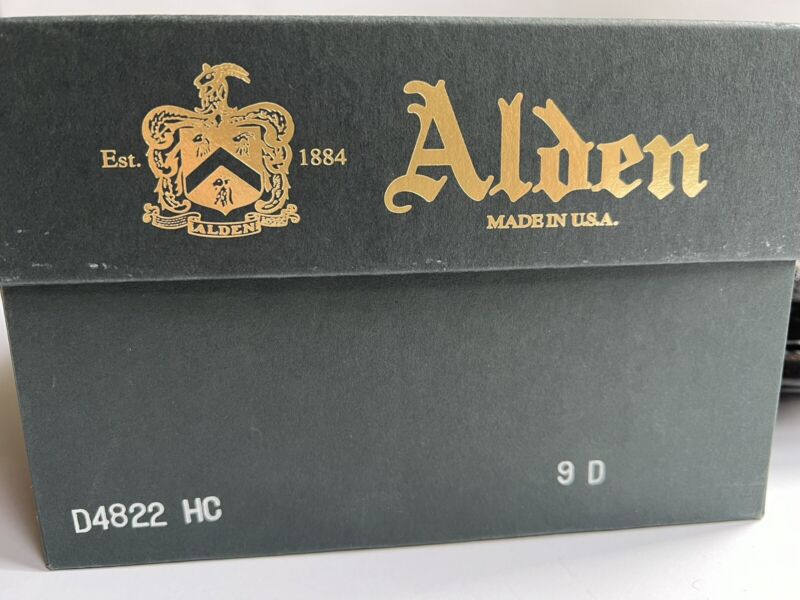 Est. 1884
ALDEN
Alden
MADE IN U.S.A.
9 D
D4822 HC